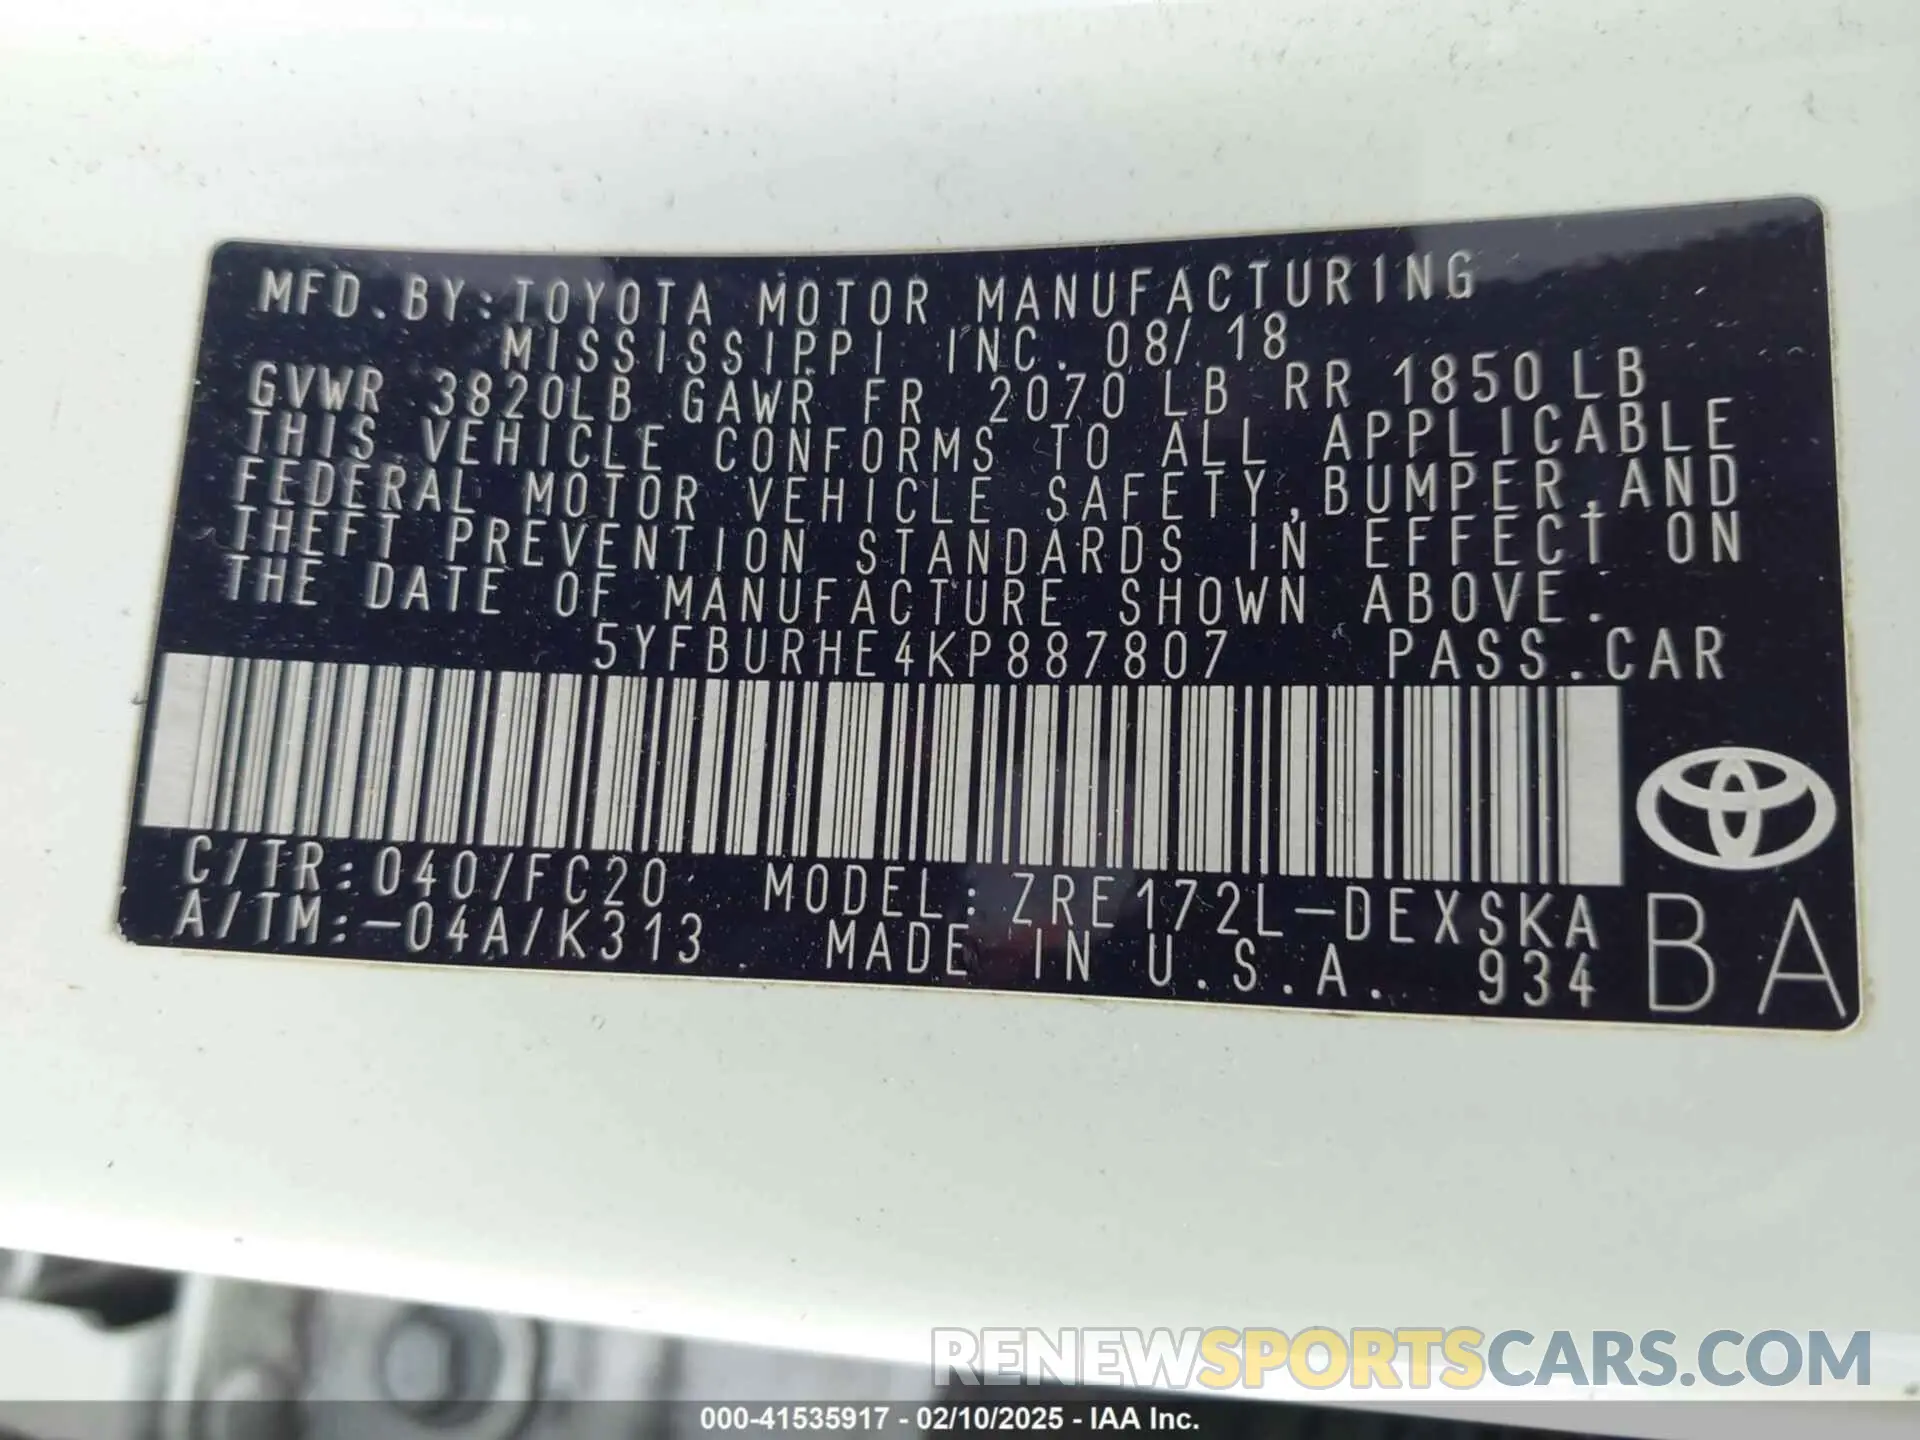 MFD.BY:TOYOTA MOTOR MANUFACTURING
MISSISSIPPI INC. 08/ 18
GVWR 3820LB GAWR FR 2070 LB RR 1850 LB
THIS VEHICLE CONFORMS TO ALL APPLICABLE
FEDERAL MOTOR VEHICLE SAFETY,BUMPER,AND
THEFT PREVENTION STANDARDS IN EFFECT ON
THE DATE OF MANUFACTURE SHOWN ABOVE.
5YFBURHE4KP887807 PASS.CAR
C/TR:040/FC20 MODEL:ZRE172L-DEXSKA
A/TM:-04A/K313 MADE IN U.S.A. 934
BA
RENEWSPORTSCARS.COM
000-41535917 - 02/10/2025 - IAA Inc.